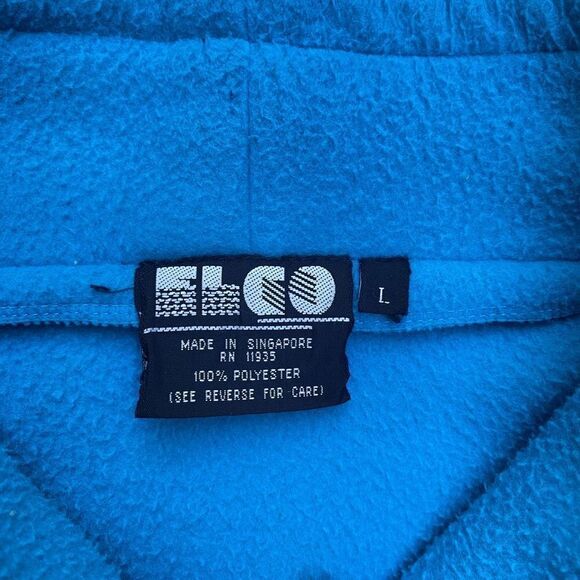 ELCO
L
MADE IN SINGAPORE
RN 11935
100% POLYESTER
(SEE REVERSE FOR CARE)